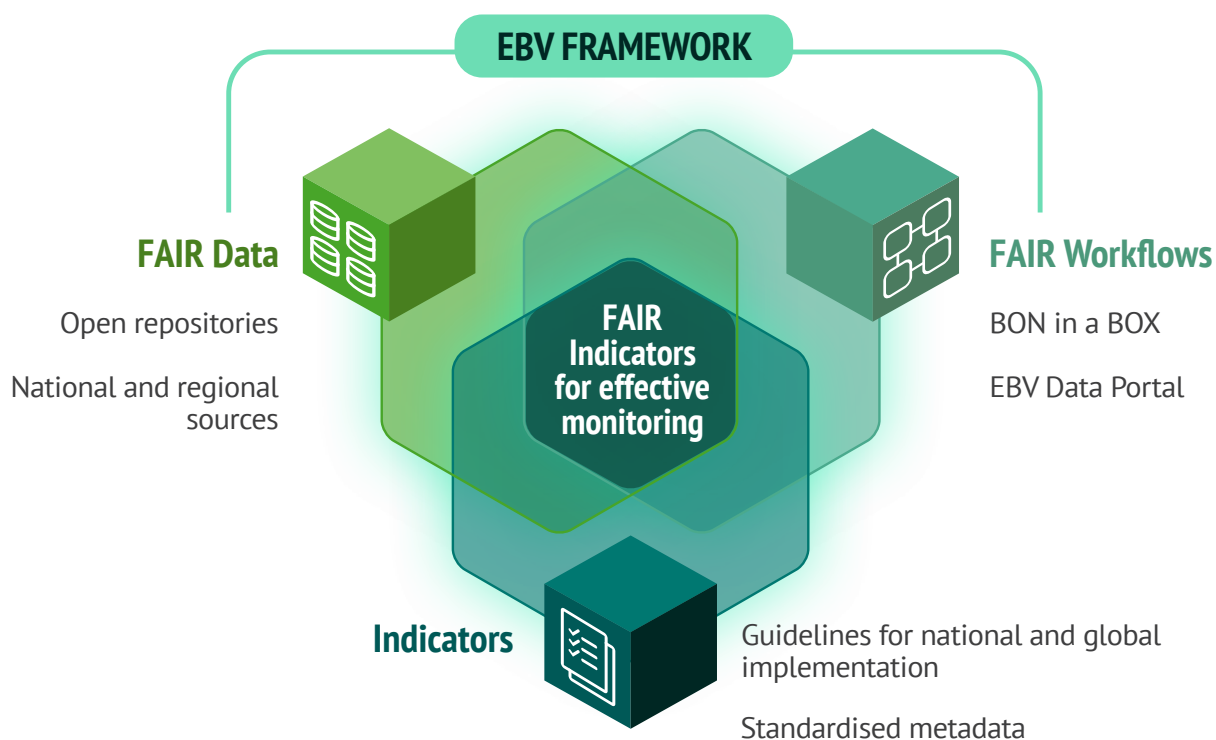 EBV FRAMEWORK
FAIR Data
Open repositories
National and regional
sources
FAIR Workflows
BON in a BOX
EBV Data Portal
FAIR
Indicators
for effective
monitoring
Indicators
Guidelines for national and global
implementation
Standardised metadata